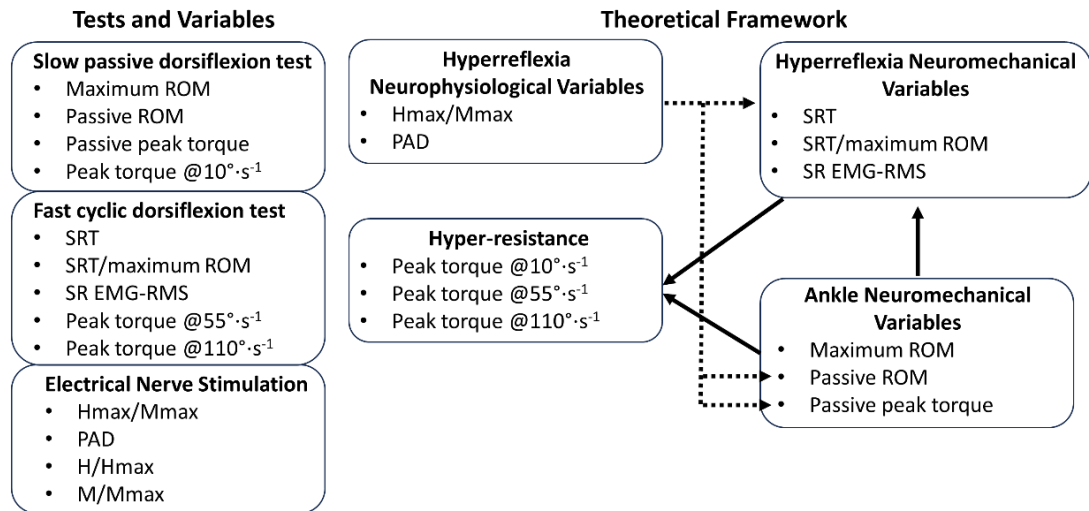 Tests and Variables
Slow passive dorsiflexion test
• Maximum ROM
• Passive ROM
• Passive peak torque
• Peak torque @10°·s⁻¹
Fast cyclic dorsiflexion test
• SRT
• SRT/maximum ROM
• SR EMG-RMS
• Peak torque @55°·s⁻¹
• Peak torque @110°·s⁻¹
Electrical Nerve Stimulation
• Hmax/Mmax
• PAD
• H/Hmax
• M/Mmax
Theoretical Framework
Hyperreflexia
Neurophysiological Variables
• Hmax/Mmax
• PAD
Hyperreflexia Neuromechanical
Variables
• SRT
• SRT/maximum ROM
• SR EMG-RMS
Hyper-resistance
• Peak torque @10°·s⁻¹
• Peak torque @55°·s⁻¹
• Peak torque @110°·s⁻¹
Ankle Neuromechanical
Variables
• Maximum ROM
• Passive ROM
• Passive peak torque